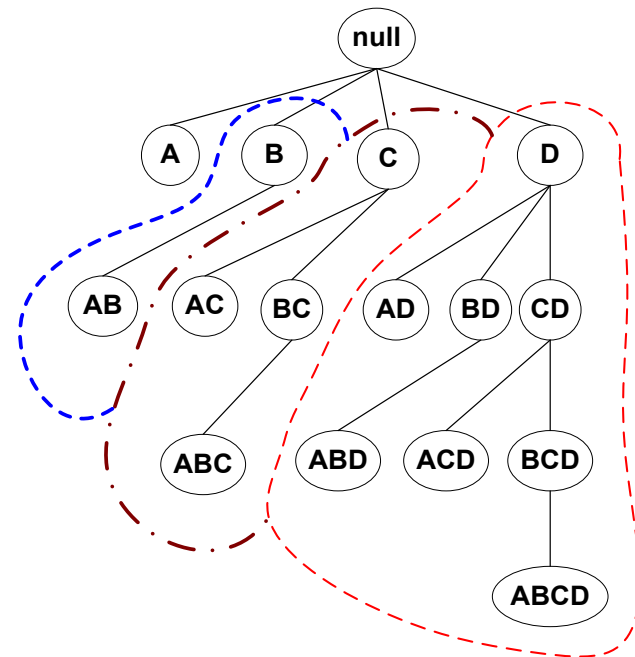 null
A B C D
AB AC BC AD BD CD
ABC ABD ACD BCD
ABCD